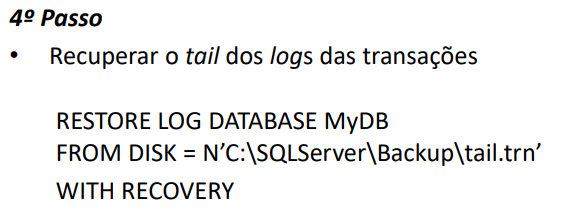 4º Passo
• Recuperar o tail dos logs das transações
RESTORE LOG DATABASE MyDB
FROM DISK = N’C:\SQLServer\Backup\tail.trn’
WITH RECOVERY